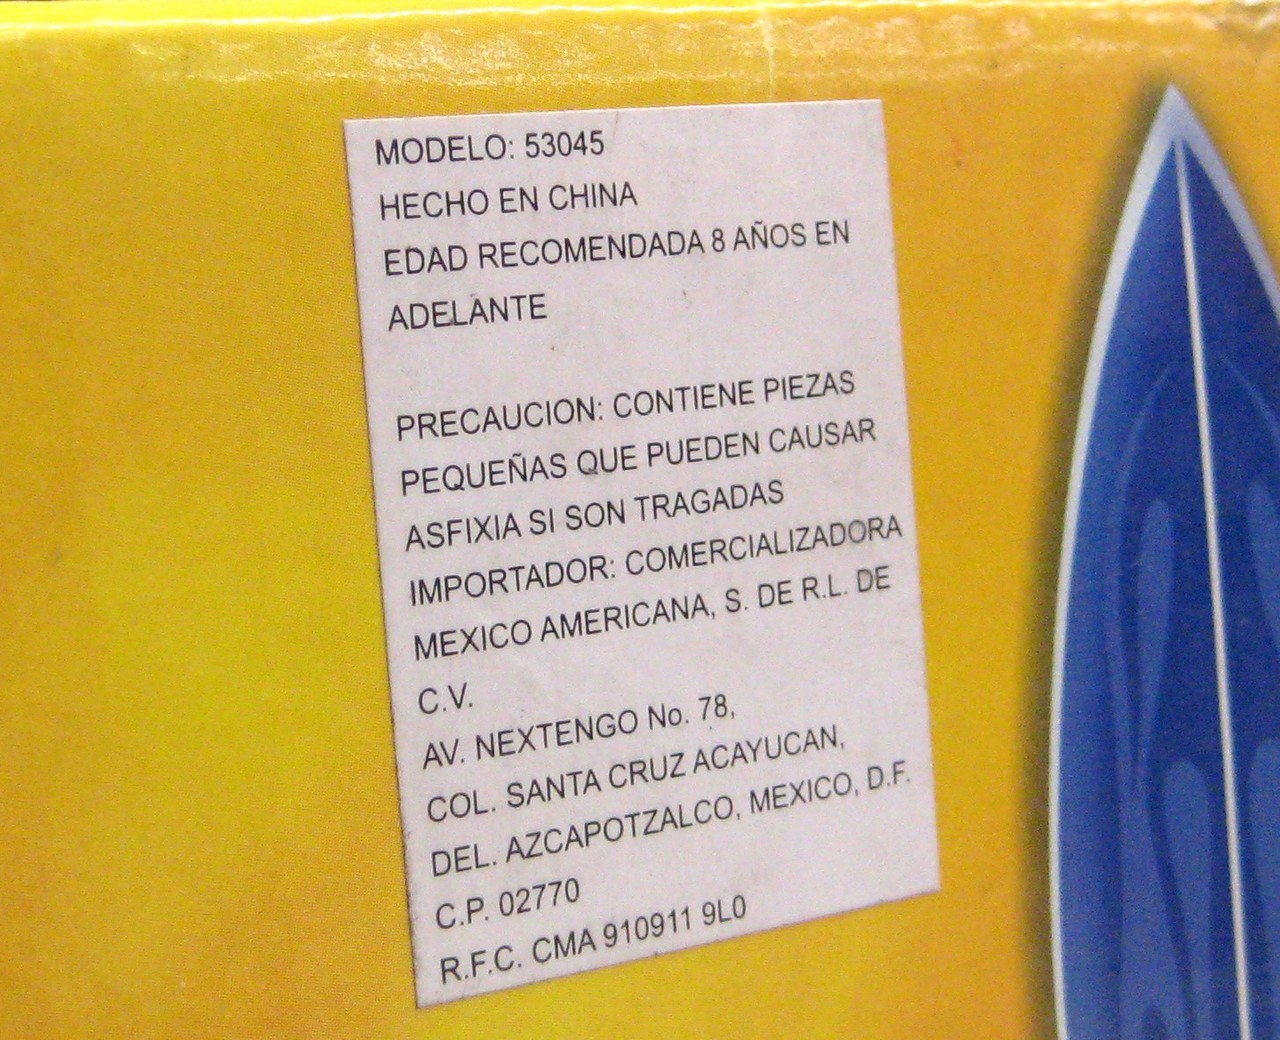 MODELO: 53045
HECHO EN CHINA
EDAD RECOMENDADA 8 AÑOS EN
ADELANTE
PRECAUCION: CONTIENE PIEZAS
PEQUEÑAS QUE PUEDEN CAUSAR
ASFIXIA SI SON TRAGADAS
IMPORTADOR: COMERCIALIZADORA
MEXICO AMERICANA, S. DE R.L. DE
C.V.
AV. NEXTENGO No. 78,
COL. SANTA CRUZ ACAYUCAN,
DEL. AZCAPOTZALCO, MEXICO, D.F.
C.P. 02770
R.F.C. CMA 910911 9L0